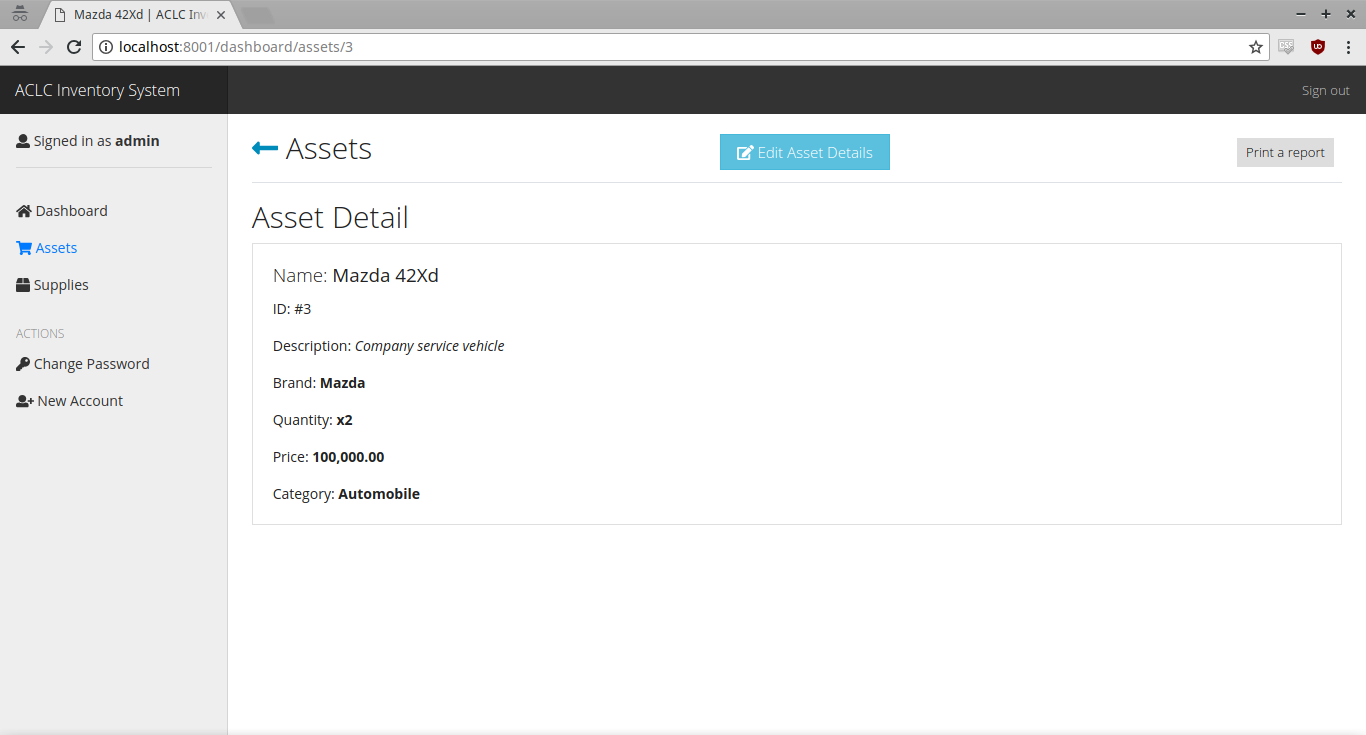 Mazda 42Xd | ACLC Inv
localhost:8001/dashboard/assets/3
ACLC Inventory System
Sign out
Signed in as admin
Dashboard
Assets
Supplies
ACTIONS
Change Password
New Account
Assets
Edit Asset Details
Print a report
Asset Detail
Name: Mazda 42Xd
ID: #3
Description: Company service vehicle
Brand: Mazda
Quantity: x2
Price: 100,000.00
Category: Automobile